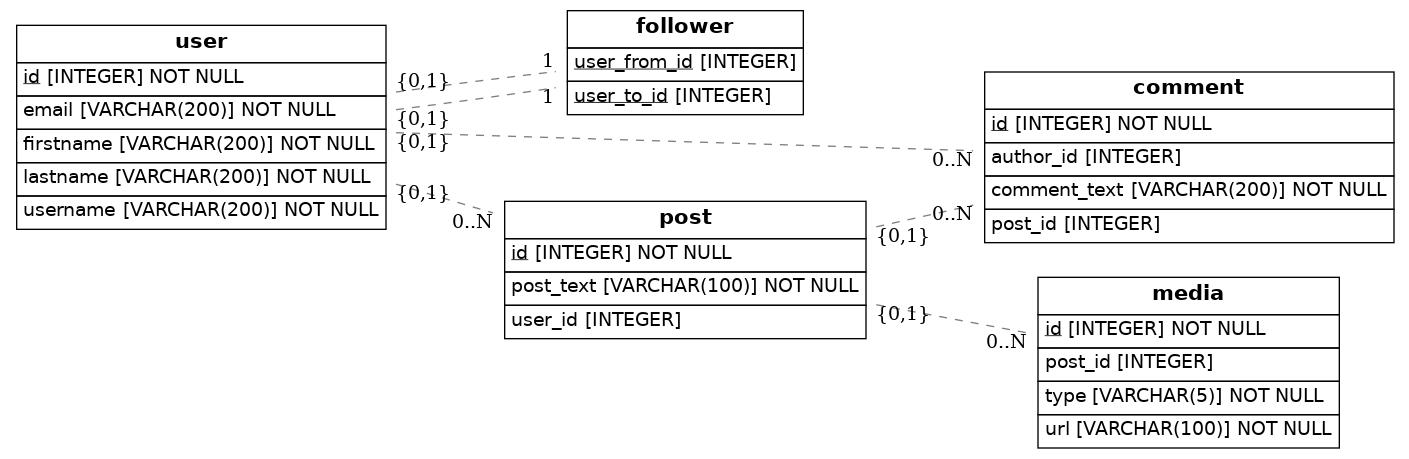 user
id [INTEGER] NOT NULL
email [VARCHAR(200)] NOT NULL
firstname [VARCHAR(200)] NOT NULL
lastname [VARCHAR(200)] NOT NULL
username [VARCHAR(200)] NOT NULL
{0,1}
{0,1}
{0,1}
{0,1}
1
1
0..N
follower
user_from_id [INTEGER]
user_to_id [INTEGER]
post
id [INTEGER] NOT NULL
post_text [VARCHAR(100)] NOT NULL
user_id [INTEGER]
{0,1}
{0,1}
0..N
0..N
0..N
comment
id [INTEGER] NOT NULL
author_id [INTEGER]
comment_text [VARCHAR(200)] NOT NULL
post_id [INTEGER]
media
id [INTEGER] NOT NULL
post_id [INTEGER]
type [VARCHAR(5)] NOT NULL
url [VARCHAR(100)] NOT NULL